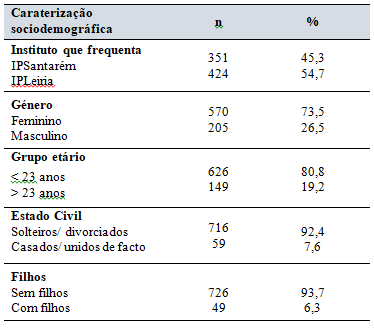 Caraterização sociodemográfica n %
Instituto que frequenta
IPSantarém 351 45,3
IPLeiria 424 54,7
Género
Feminino 570 73,5
Masculino 205 26,5
Grupo etário
≤ 23 anos 626 80,8
> 23 anos 149 19,2
Estado Civil
Solteiros/ divorciados 716 92,4
Casados/ unidos de facto 59 7,6
Filhos
Sem filhos 726 93,7
Com filhos 49 6,3